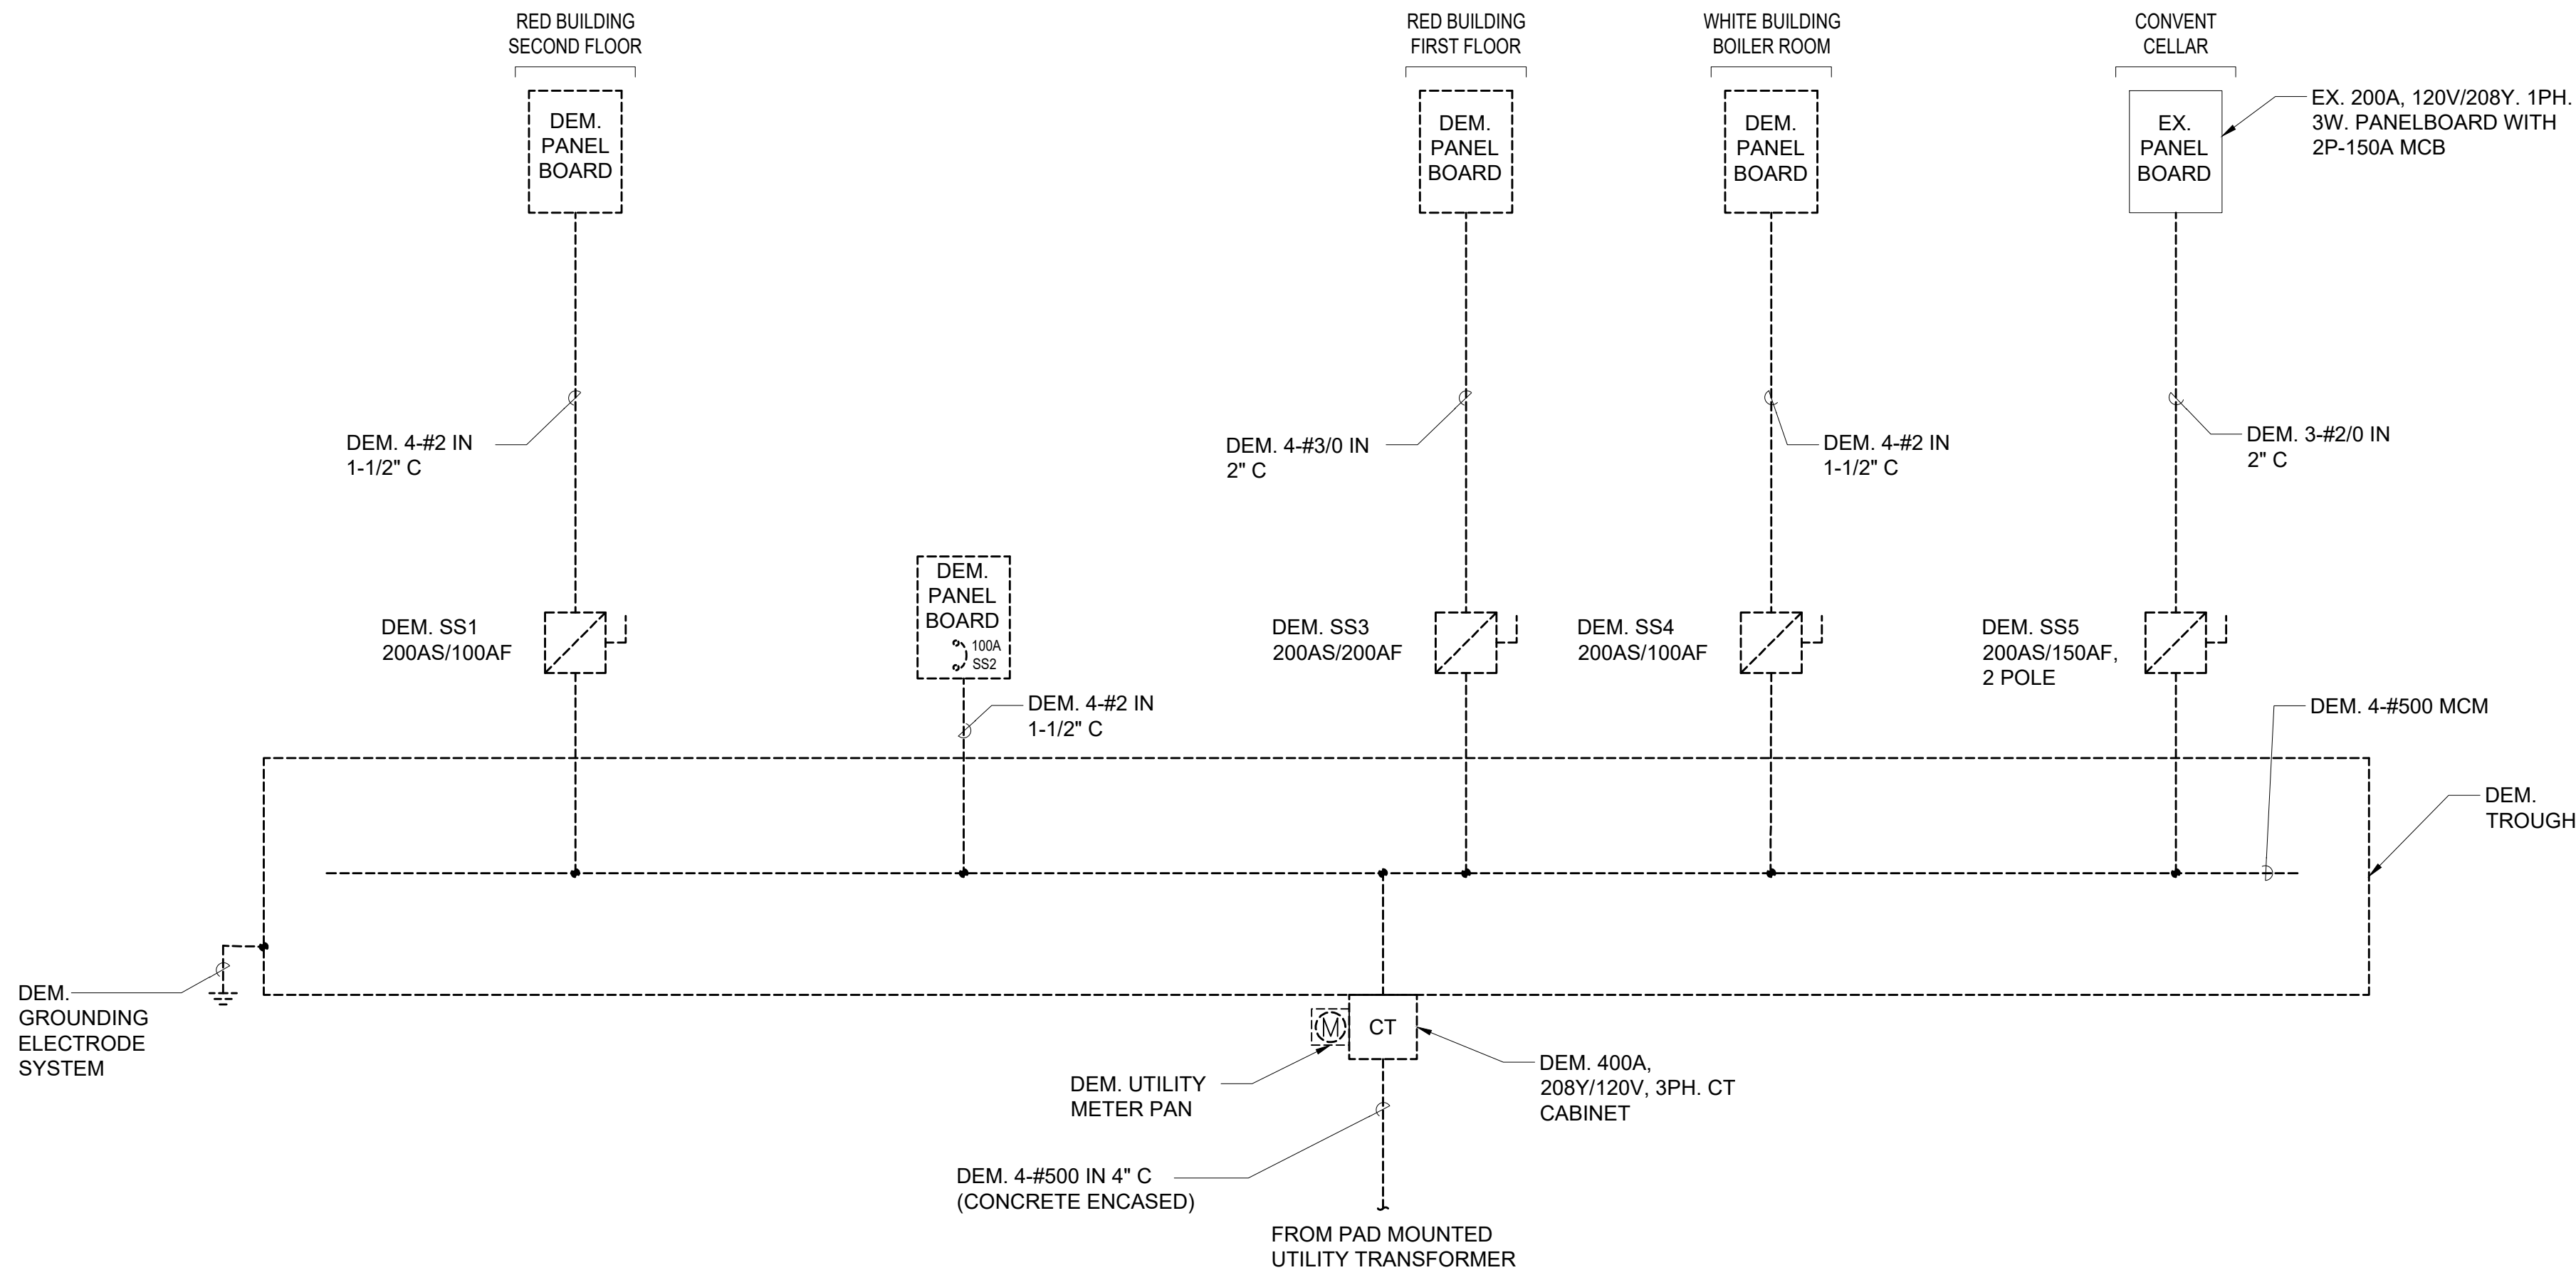 RED BUILDING
SECOND FLOOR
RED BUILDING
FIRST FLOOR
WHITE BUILDING
BOILER ROOM
CONVENT
CELLAR
DEM.
PANEL
BOARD
DEM.
PANEL
BOARD
DEM.
PANEL
BOARD
EX.
PANEL
BOARD
EX. 200A, 120V/208Y. 1PH.
3W. PANELBOARD WITH
2P-150A MCB
DEM. 4-#2 IN
1-1/2" C
DEM. 4-#3/0 IN
2" C
DEM. 4-#2 IN
1-1/2" C
DEM. 3-#2/0 IN
2" C
DEM. SS1
200AS/100AF
DEM.
PANEL
BOARD
100A
SS2
DEM. SS3
200AS/200AF
DEM. SS4
200AS/100AF
DEM. SS5
200AS/150AF,
2 POLE
DEM. 4-#2 IN
1-1/2" C
DEM. 4-#500 MCM
DEM.
TROUGH
DEM.
GROUNDING
ELECTRODE
SYSTEM
M
CT
DEM. UTILITY
METER PAN
DEM. 400A,
208Y/120V, 3PH. CT
CABINET
DEM. 4-#500 IN 4" C
(CONCRETE ENCASED)
FROM PAD MOUNTED
UTILITY TRANSFORMER